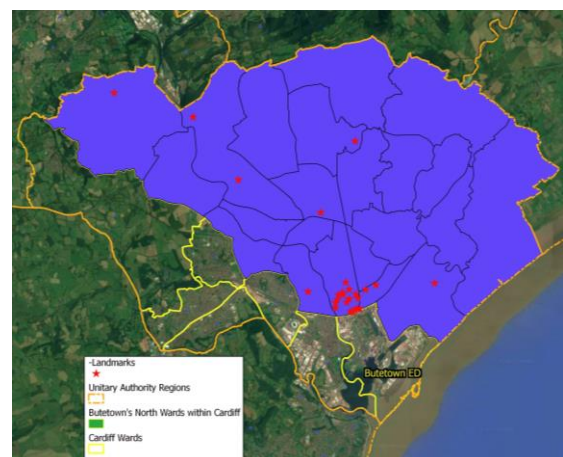 Butetown ED
-Landmarks
Unitary Authority Regions
Butetown's North Wards within Cardiff
Cardiff Wards